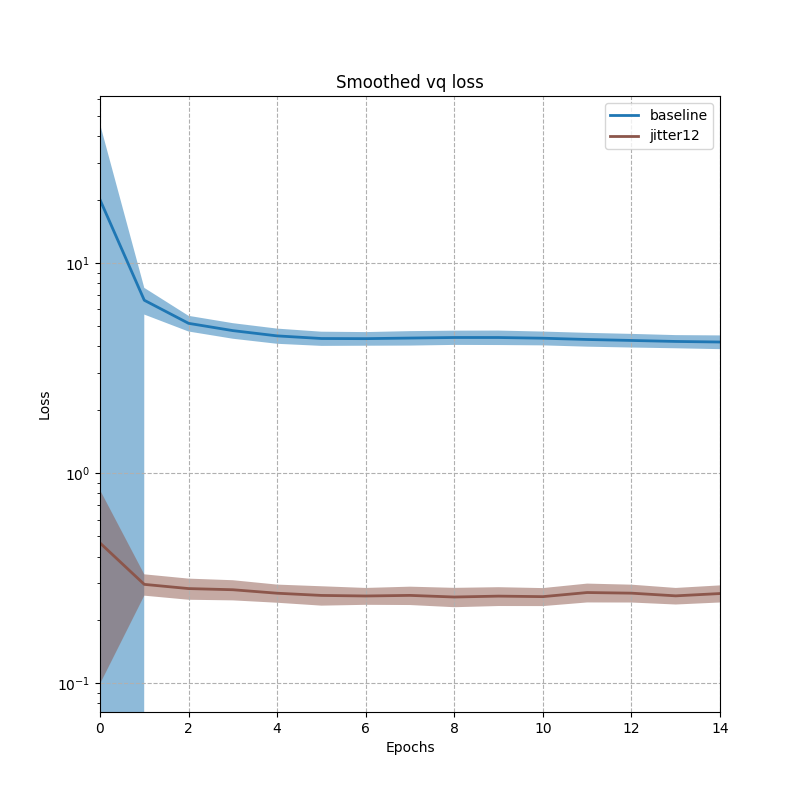 Smoothed vq loss
baseline
jitter12
Loss
10¹
10⁰
10⁻¹
0 2 4 6 8 10 12 14
Epochs